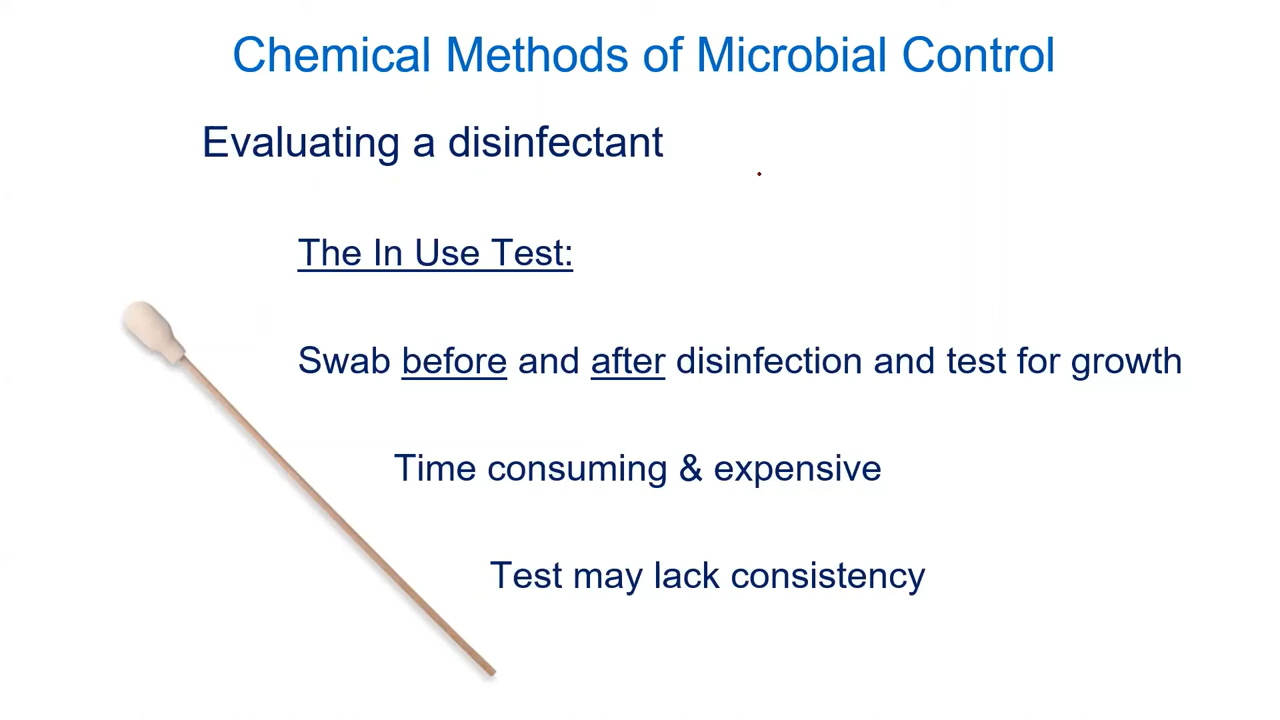 Chemical Methods of Microbial Control
Evaluating a disinfectant
The In Use Test:
Swab before and after disinfection and test for growth
Time consuming & expensive
Test may lack consistency